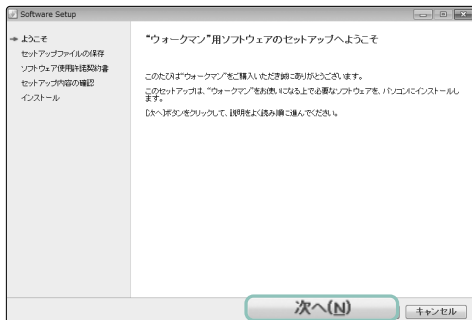 Software Setup
ようこそ
セットアップファイルの保存
ソフトウェア使用許諾契約書
セットアップ内容の確認
インストール
“ウォークマン”用ソフトウェアのセットアップへようこそ
このたびは“ウォークマン”をご購入いただき誠にありがとうございます。
このセットアップは、“ウォークマン”をお使いになる上で必要なソフトウェアを、パソコンにインストールし
ます。
[次へ]ボタンをクリックして、説明をよく読み順に進んでください。
次へ(N)
キャンセル